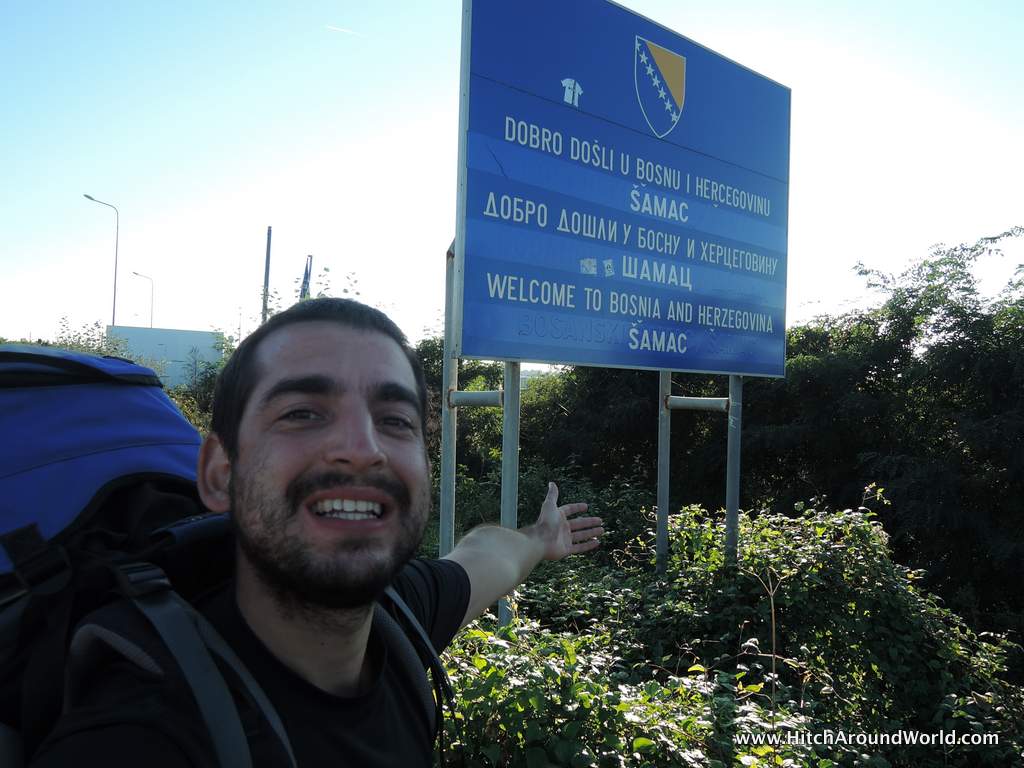 DOBRO DOŠLI U BOSNU I HERCEGOVINU
ŠAMAC
ДОБРО ДОШЛИ У БОСНУ И ХЕРЦЕГОВИНУ
ШАМАЦ
WELCOME TO BOSNIA AND HERZEGOVINA
BOSANSKI ŠAMAC
www.HitchAroundWorld.com